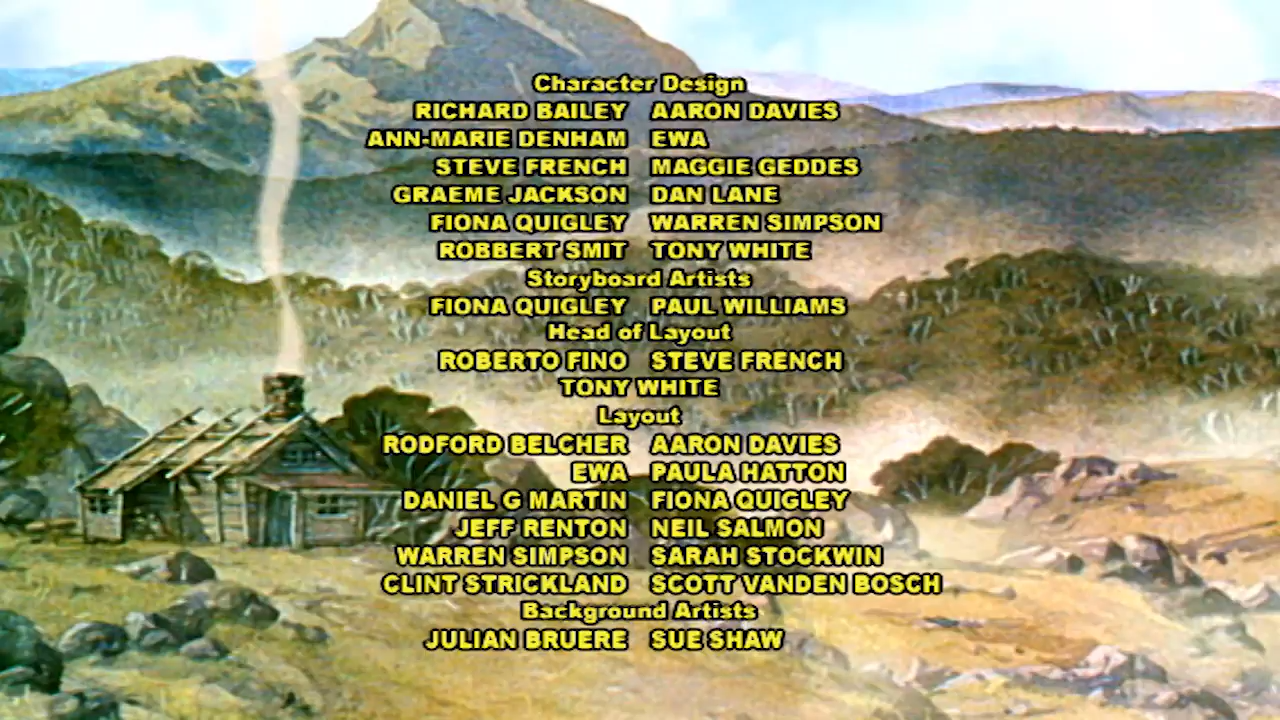 Character Design
RICHARD BAILEY AARON DAVIES
ANN-MARIE DENHAM EWA
STEVE FRENCH MAGGIE GEDDES
GRAEME JACKSON DAN LANE
FIONA QUIGLEY WARREN SIMPSON
ROBBERT SMIT TONY WHITE
Storyboard Artists
FIONA QUIGLEY PAUL WILLIAMS
Head of Layout
ROBERTO FINO STEVE FRENCH
TONY WHITE
Layout
RODFORD BELCHER AARON DAVIES
EWA PAULA HATTON
DANIEL G MARTIN FIONA QUIGLEY
JEFF RENTON NEIL SALMON
WARREN SIMPSON SARAH STOCKWIN
CLINT STRICKLAND SCOTT VANDEN BOSCH
Background Artists
JULIAN BRUERE SUE SHAW